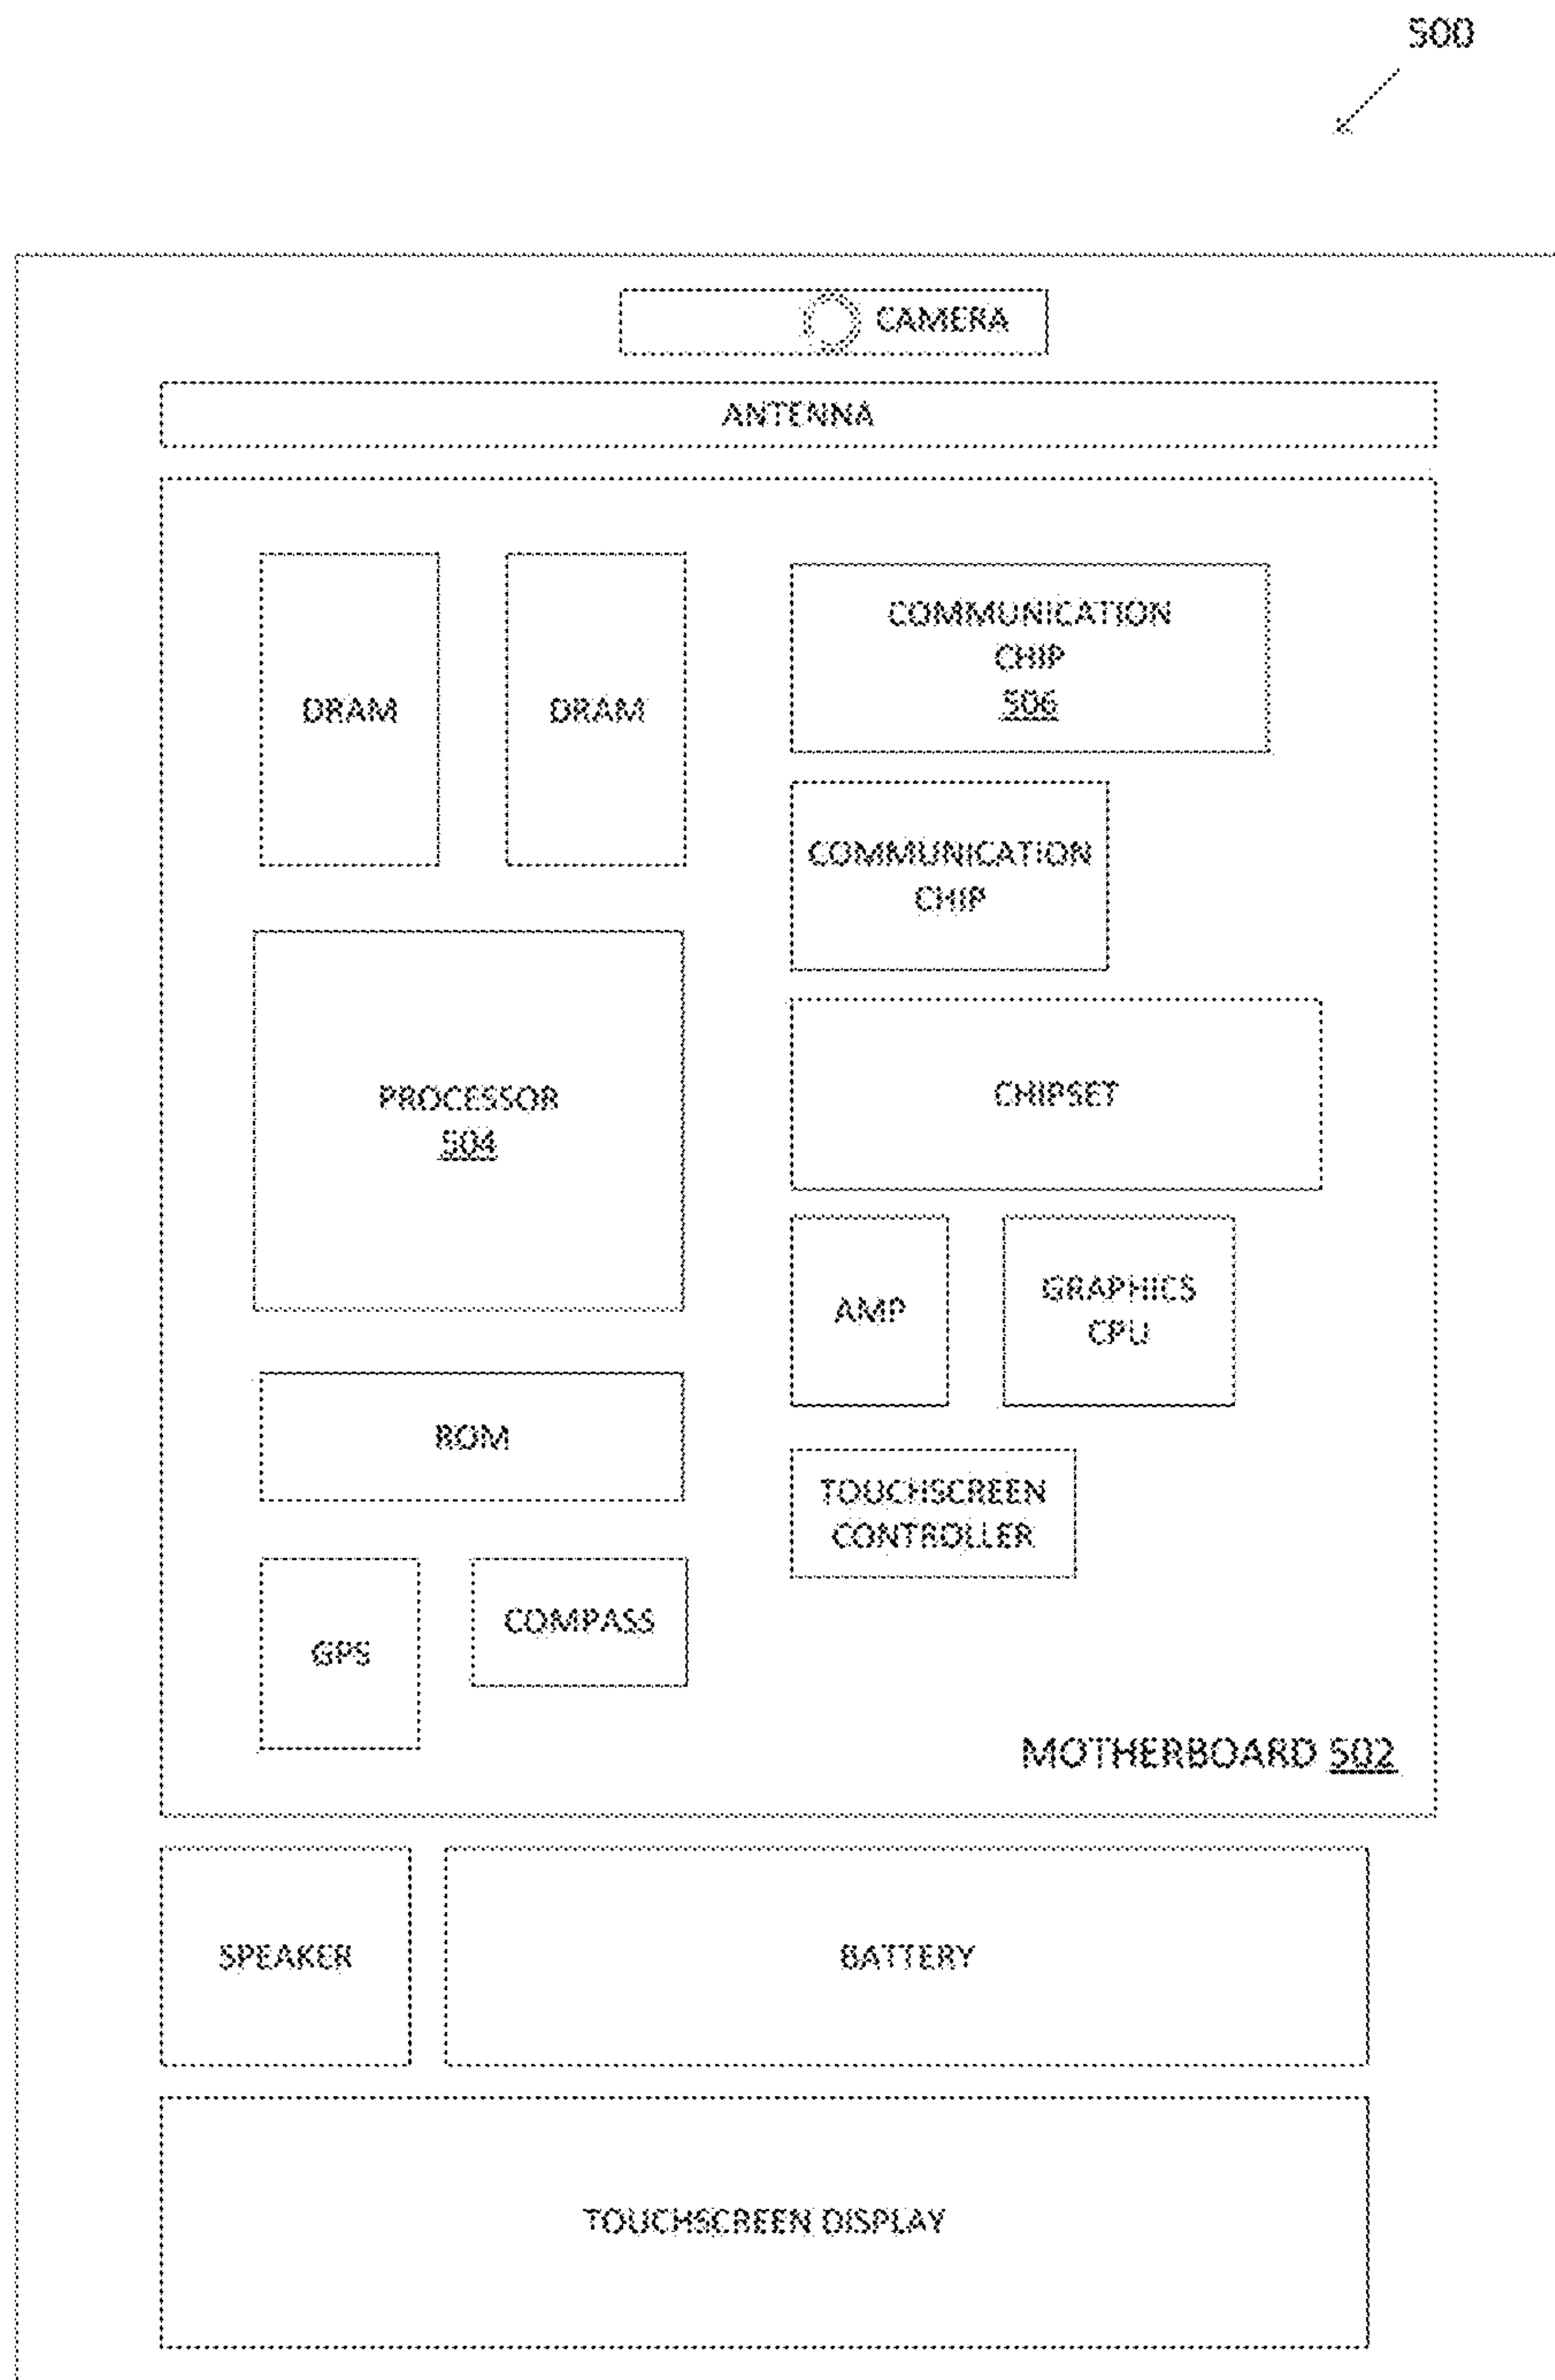 500
CAMERA
ANTENNA
DRAM
DRAM
COMMUNICATION
CHIP
506
COMMUNICATION
CHIP
PROCESSOR
504
CHIPSET
AMP
GRAPHICS
CPU
ROM
TOUCHSCREEN
CONTROLLER
GPS
COMPASS
MOTHERBOARD 502
SPEAKER
BATTERY
TOUCHSCREEN DISPLAY